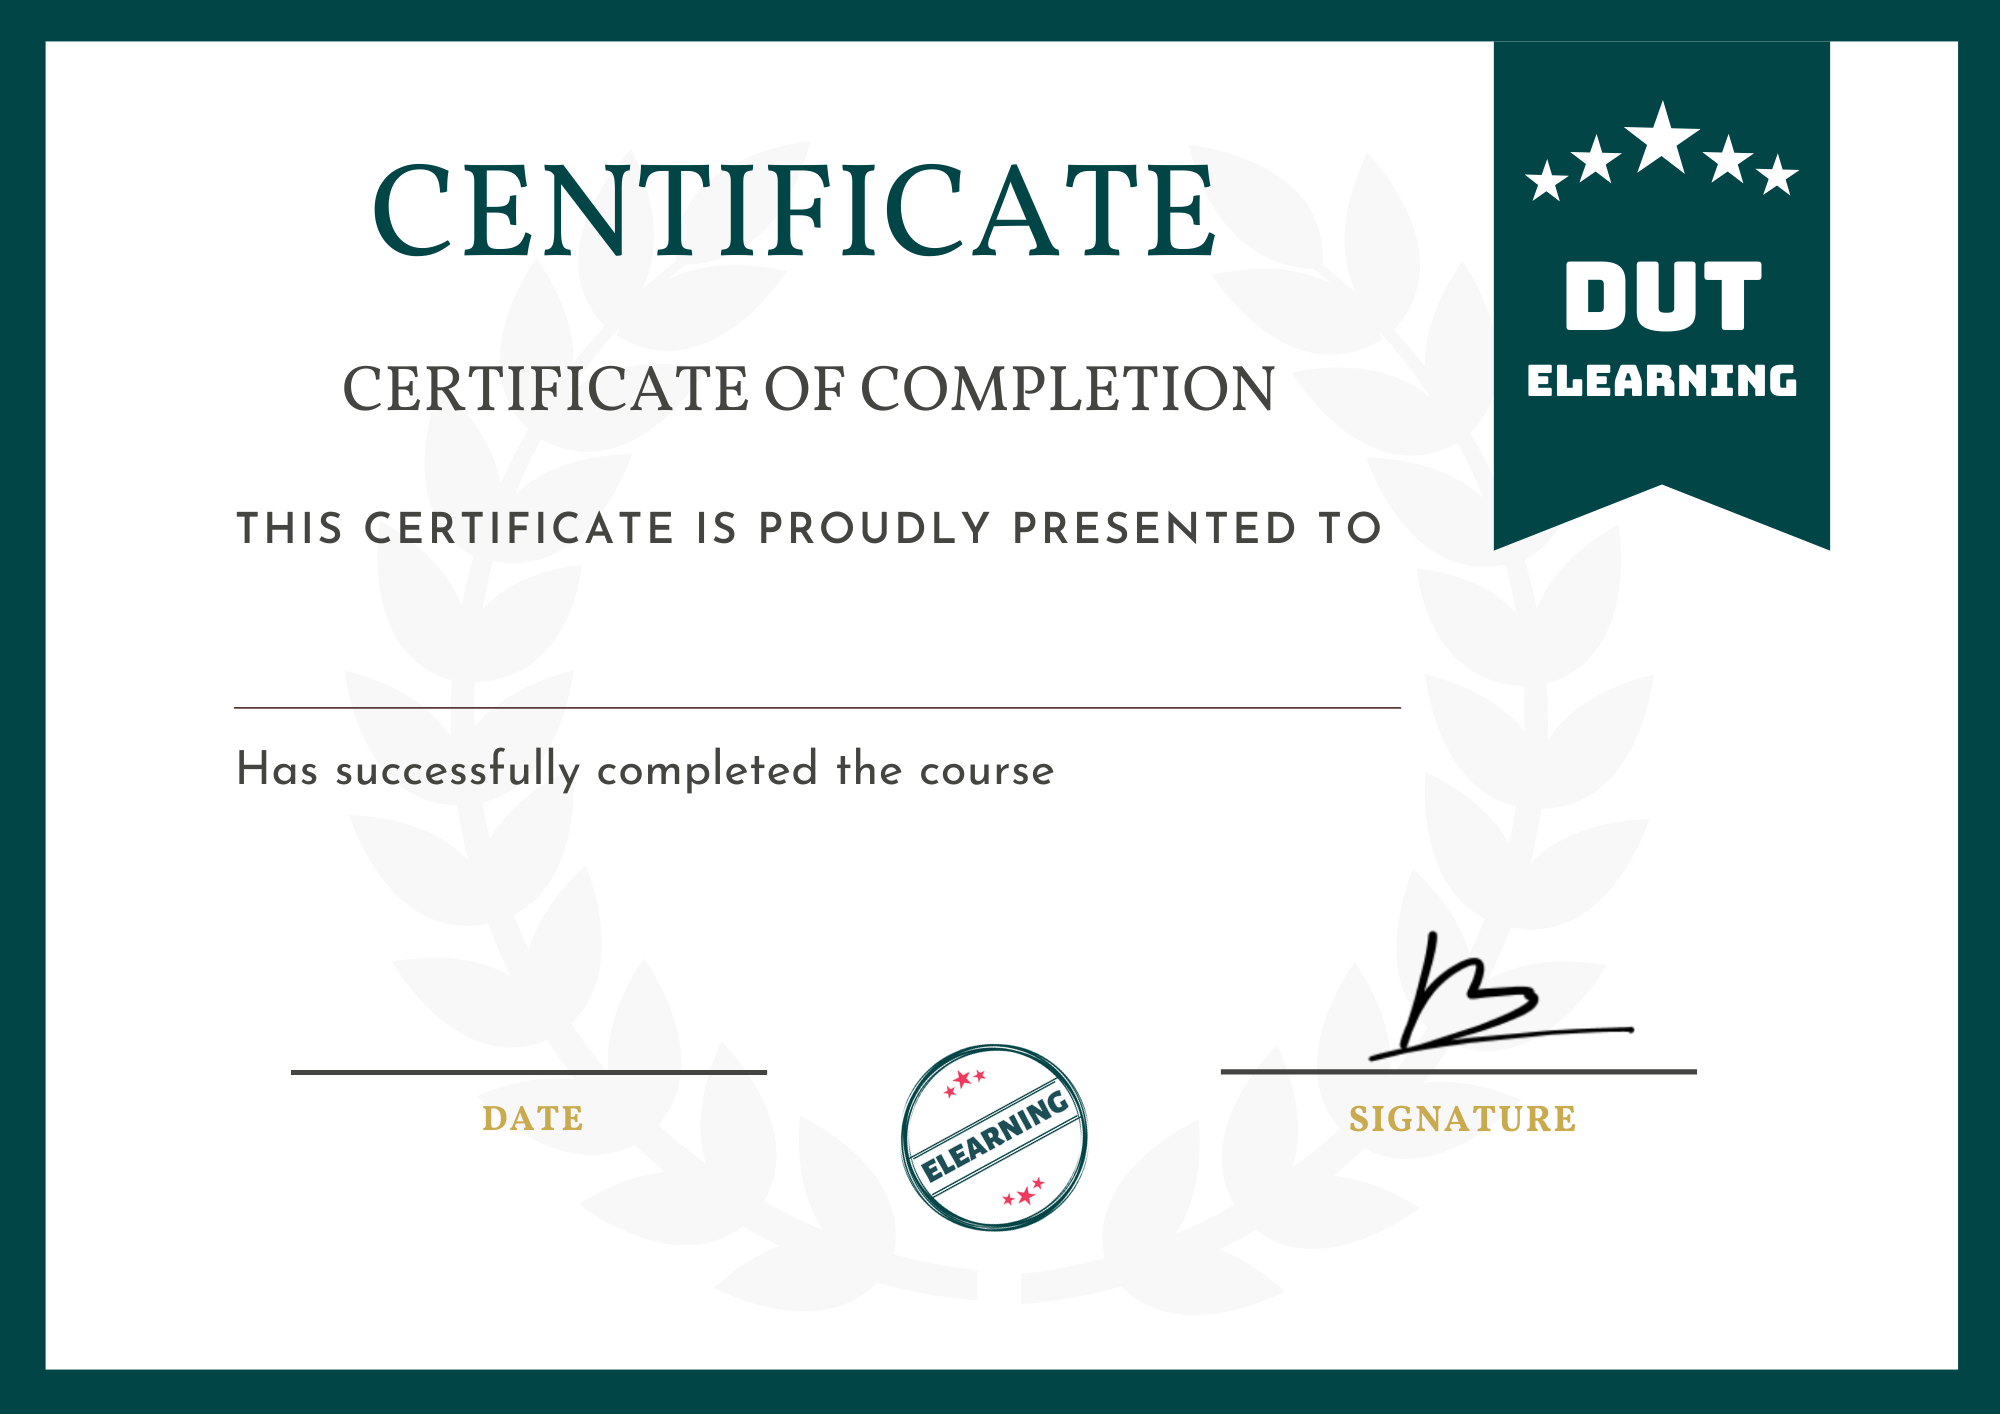 CENTIFICATE
DUT
ELEARNING
CERTIFICATE OF COMPLETION
THIS CERTIFICATE IS PROUDLY PRESENTED TO
Has successfully completed the course
DATE
ELEARNING
SIGNATURE